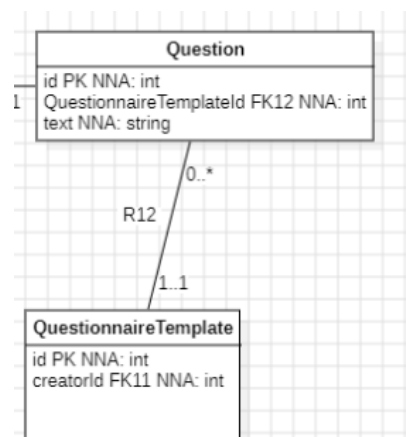 Question
id PK NNA: int
1
QuestionnaireTemplateId FK12 NNA: int
text NNA: string
0..*
R12
1..1
QuestionnaireTemplate
id PK NNA: int
creatorId FK11 NNA: int